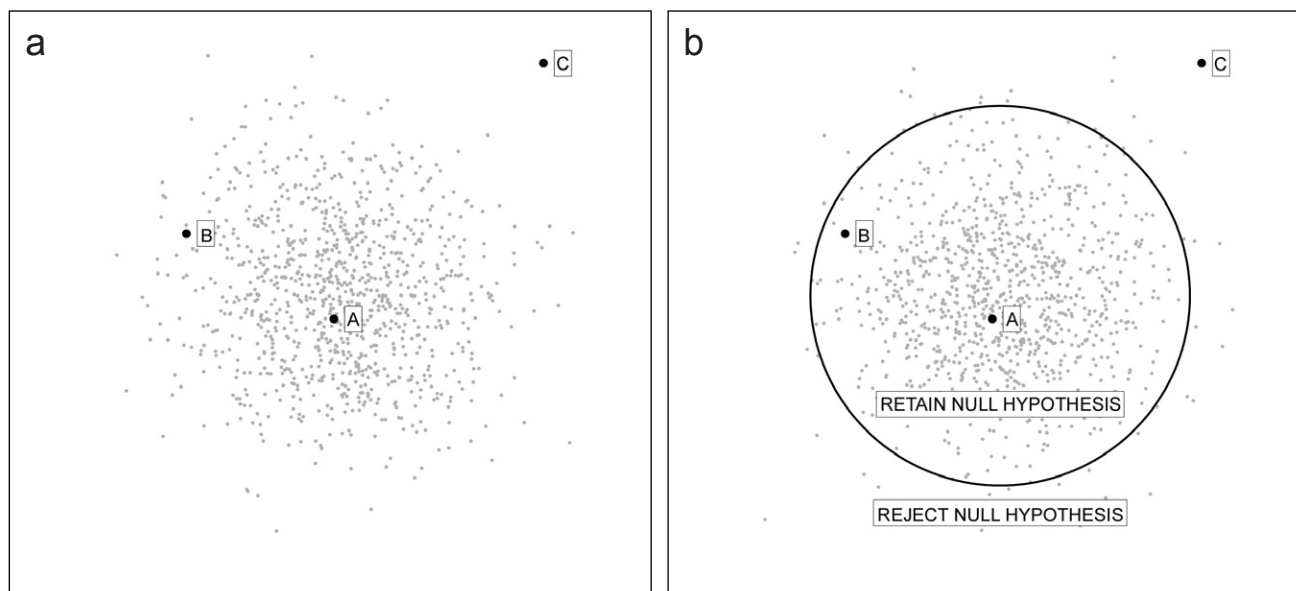 a
C
B
A
b
C
B
A
RETAIN NULL HYPOTHESIS
REJECT NULL HYPOTHESIS